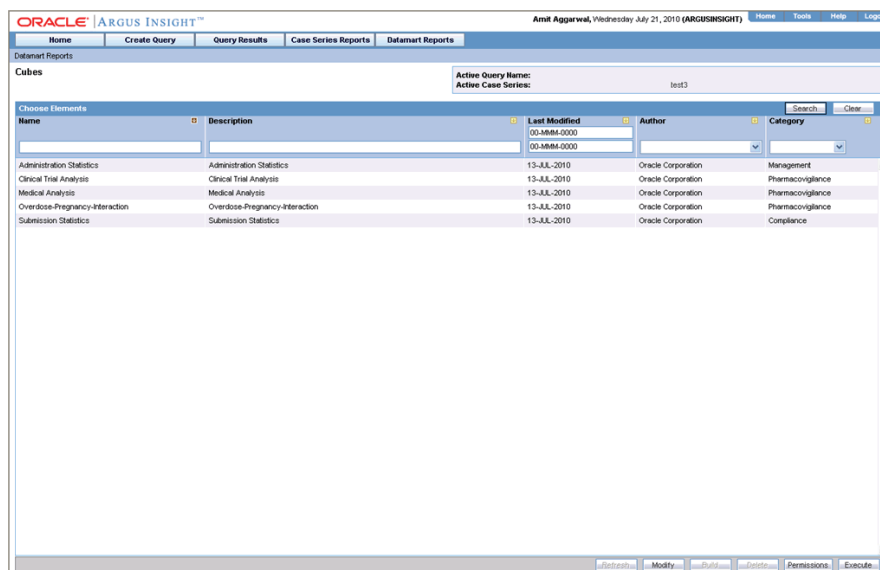 ORACLE ARGUS INSIGHT™ Amit Aggarwal, Wednesday July 21, 2010 (ARGUSINSIGHT) Home Tools Help Logo
Home Create Query Query Results Case Series Reports Datamart Reports
Datamart Reports
Cubes
Active Query Name:
Active Case Series: test3
Choose Elements Search Clear
Name Description Last Modified Author Category
00-MMM-0000
00-MMM-0000
Administration Statistics Administration Statistics 13-JUL-2010 Oracle Corporation Management
Clinical Trial Analysis Clinical Trial Analysis 13-JUL-2010 Oracle Corporation Pharmacovigilance
Medical Analysis Medical Analysis 13-JUL-2010 Oracle Corporation Pharmacovigilance
Overdose-Pregnancy-Interaction Overdose-Pregnancy-Interaction 13-JUL-2010 Oracle Corporation Pharmacovigilance
Submission Statistics Submission Statistics 13-JUL-2010 Oracle Corporation Compliance
Refresh Modify Build Delete Permissions Execute